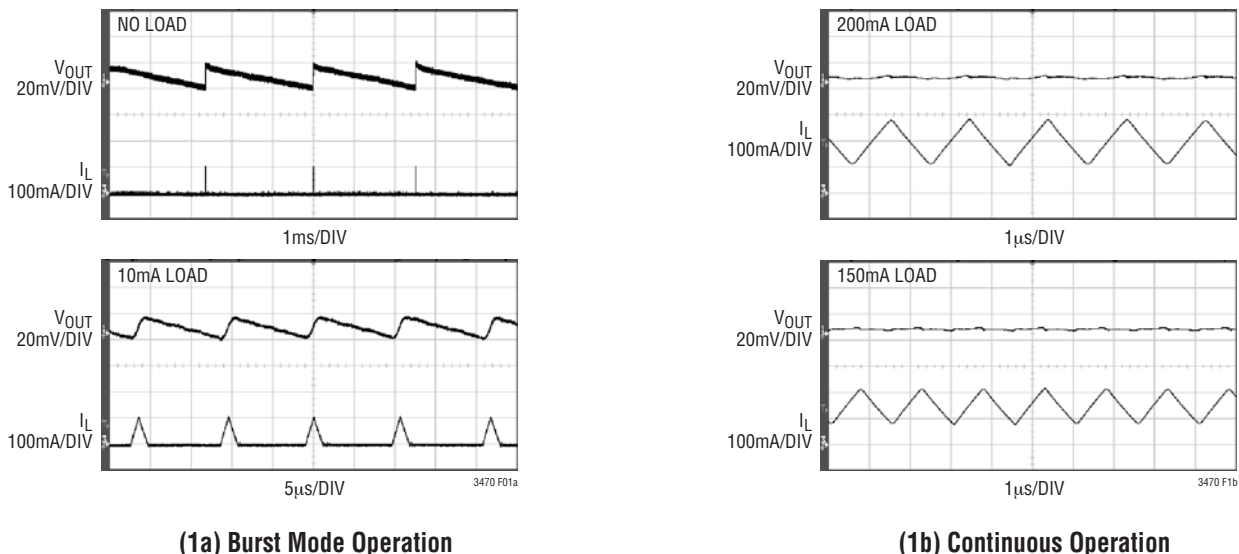 NO LOAD
VOUT
20mV/DIV
IL
100mA/DIV
1ms/DIV
10mA LOAD
VOUT
20mV/DIV
IL
100mA/DIV
5µs/DIV
3470 F01a
(1a) Burst Mode Operation
200mA LOAD
VOUT
20mV/DIV
IL
100mA/DIV
1µs/DIV
150mA LOAD
VOUT
20mV/DIV
IL
100mA/DIV
1µs/DIV
3470 F1b
(1b) Continuous Operation